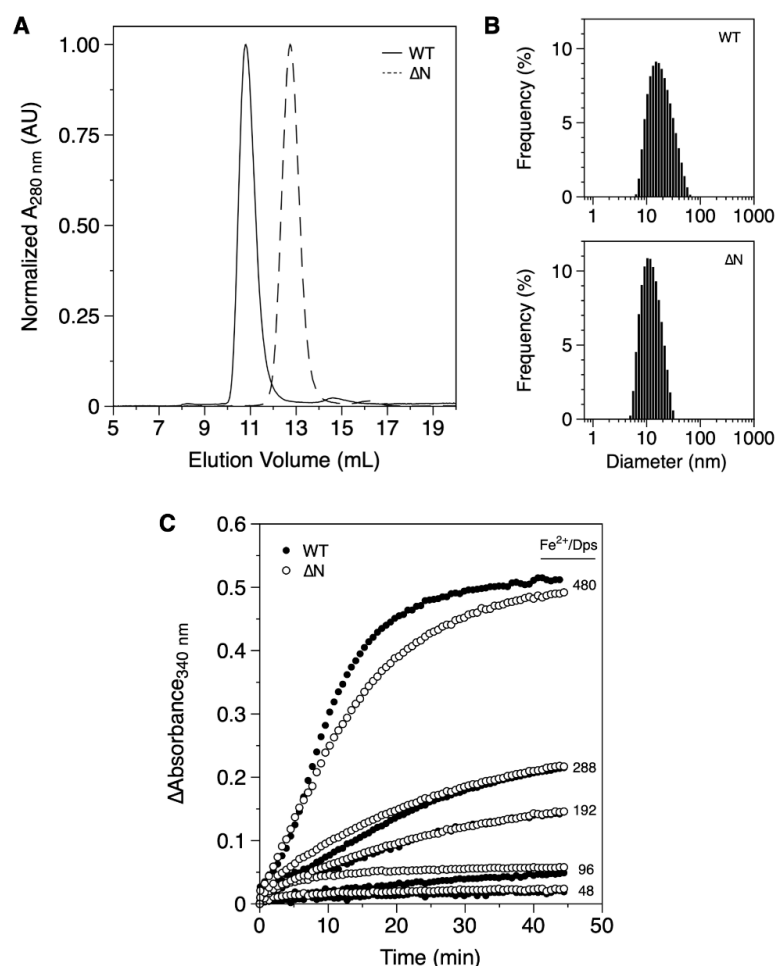 A
Normalized A280 nm (AU)
1.00
0.75
0.50
0.25
0
5 7 9 11 13 15 17 19
Elution Volume (mL)
WT
ΔN
B
Frequency (%)
10
5
0
WT
1 10 100 1000
Frequency (%)
10
5
0
ΔN
1 10 100 1000
Diameter (nm)
C
ΔAbsorbance340 nm
0.6
0.5
0.4
0.3
0.2
0.1
0
WT
ΔN
Fe2+/Dps
480
288
192
96
48
0 10 20 30 40 50
Time (min)